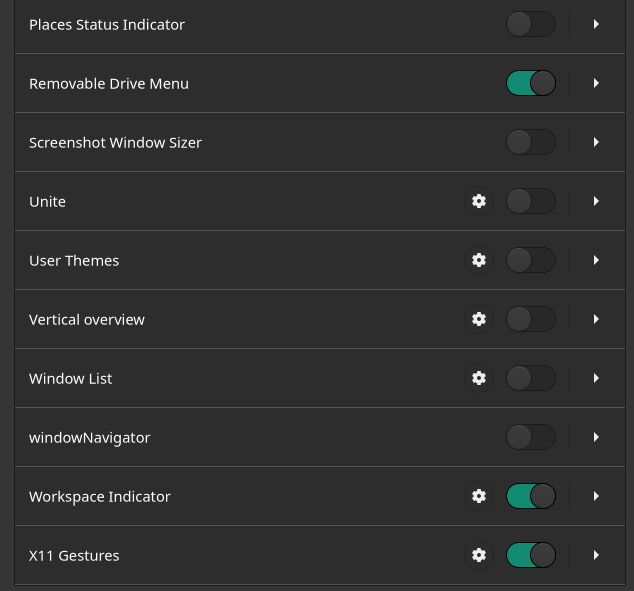 Places Status Indicator
Removable Drive Menu
Screenshot Window Sizer
Unite
User Themes
Vertical overview
Window List
windowNavigator
Workspace Indicator
X11 Gestures